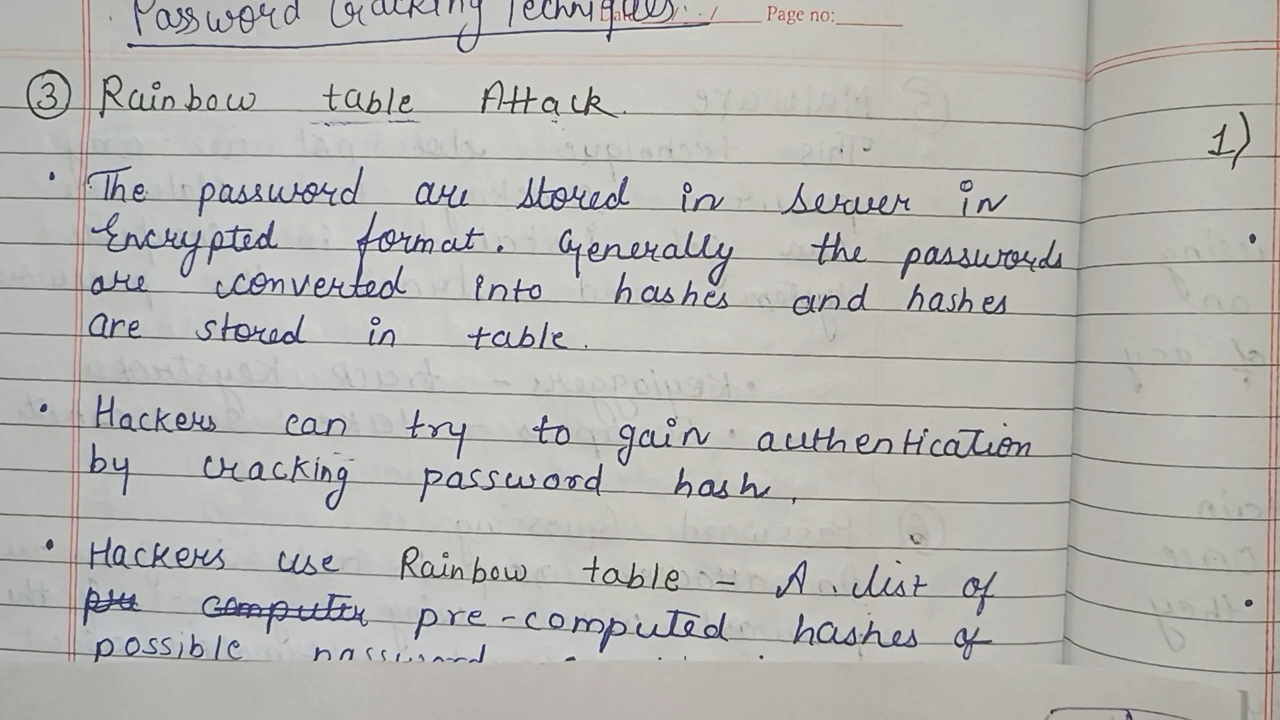 Password Cracking Techniques
Page no:
③ Rainbow table Attack.
1)
• The password are stored in server in
Encrypted format. Generally the passwords
are converted into hashes and hashes
are stored in table.
• Hackers can try to gain authentication
by cracking password hash.
• Hackers use Rainbow table - A list of
pre-computed hashes of
possible password